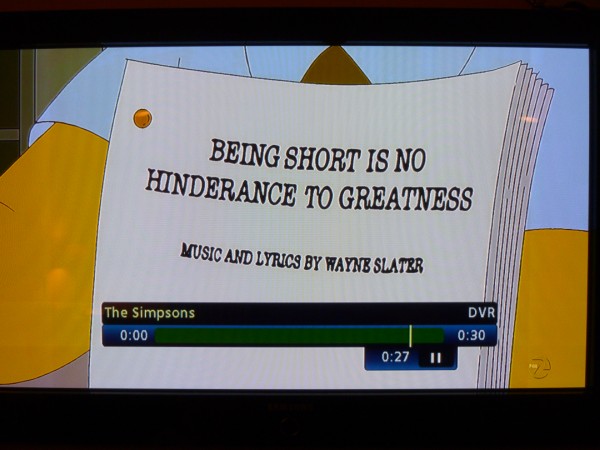 BEING SHORT IS NO
HINDERANCE TO GREATNESS
MUSIC AND LYRICS BY WAYNE SLATER
The Simpsons DVR
0:00 0:30
0:27